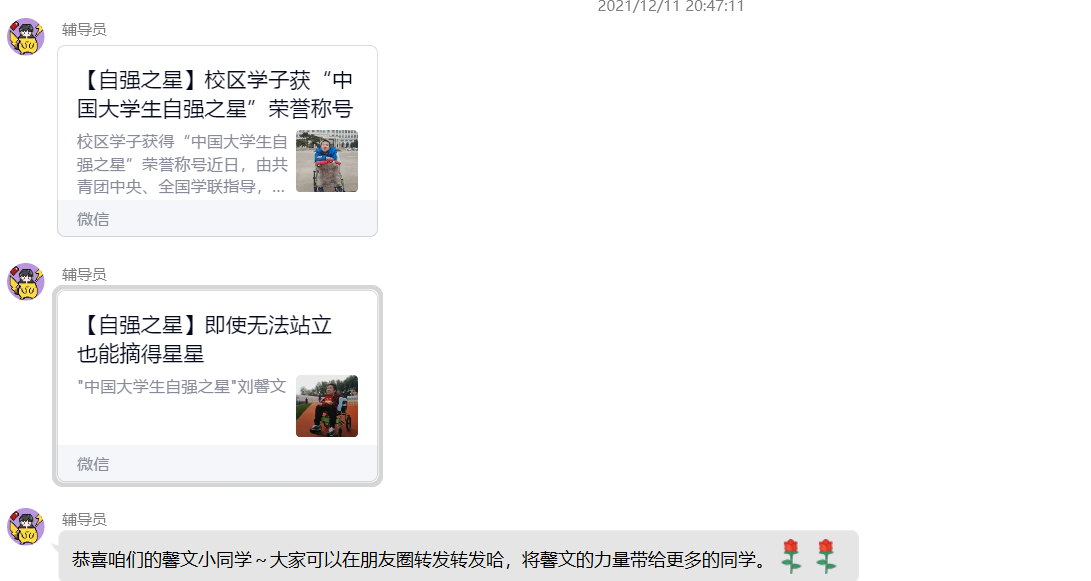 2021/12/11 20:47:11
辅导员
【自强之星】校区学子获“中
国大学生自强之星”荣誉称号
校区学子获得“中国大学生自
强之星”荣誉称号近日，由共
青团中央、全国学联指导，...
微信
辅导员
【自强之星】即使无法站立
也能摘得星星
"中国大学生自强之星"刘馨文
微信
辅导员
恭喜咱们的馨文小同学～大家可以在朋友圈转发转发哈，将馨文的力量带给更多的同学。